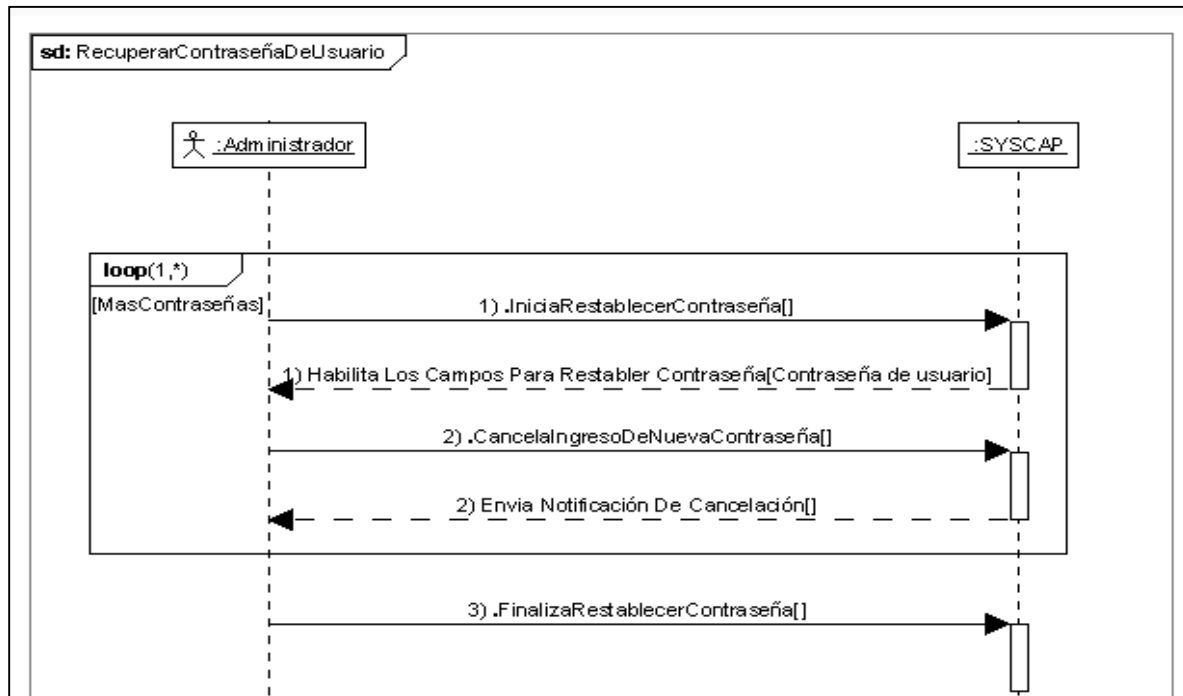 sd: RecuperarContraseñaDeUsuario
:Administrador
:SYSCAP
loop(1,*)
[MasContraseñas]
1) .IniciaRestablecerContraseña[]
1) Habilita Los Campos Para Restabler Contraseña[Contraseña de usuario]
2) .CancelaIngresoDeNuevaContraseña[]
2) Envia Notificación De Cancelación[]
3) .FinalizaRestablecerContraseña[]